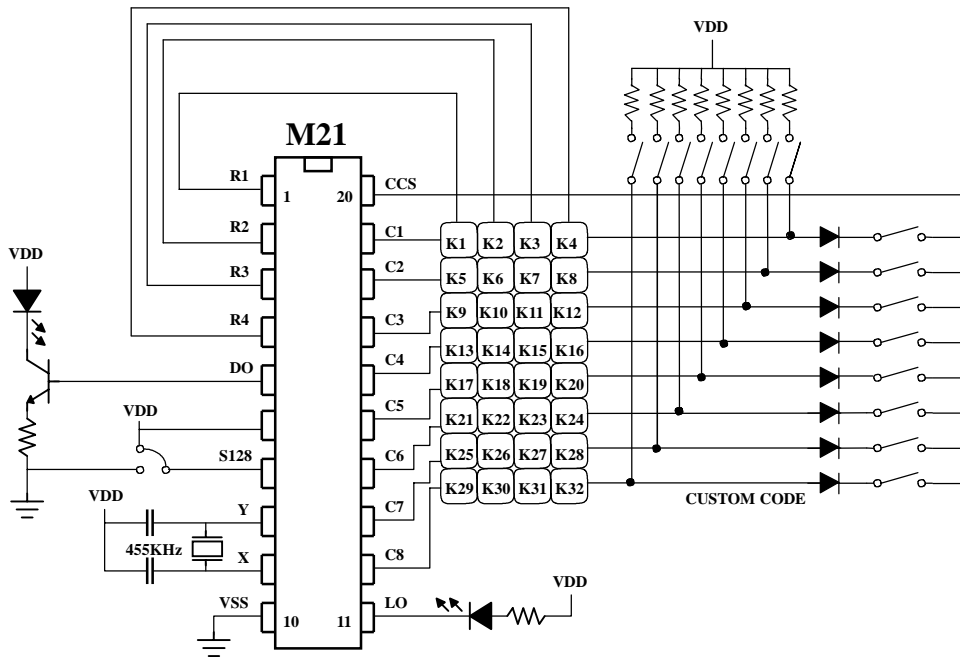 VDD
M21
R1
1
20
CCS
R2
C1
K1 K2 K3 K4
VDD
R3
C2
K5 K6 K7 K8
R4
C3
K9 K10 K11 K12
DO
C4
K13 K14 K15 K16
VDD
C5
K17 K18 K19 K20
S128
C6
K21 K22 K23 K24
VDD
Y
C7
K25 K26 K27 K28
K29 K30 K31 K32
CUSTOM CODE
455KHz
X
C8
VSS
10
11
LO
VDD